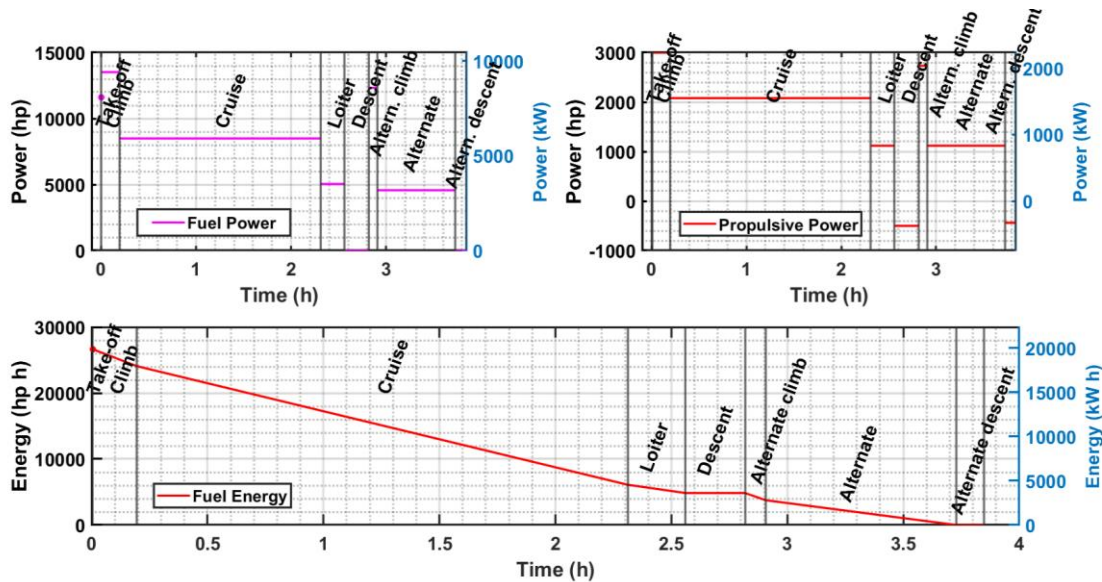 15000
10000
5000
0
Power (hp)
10000
5000
0
Power (kW)
Take-off
Climb
Cruise
Loiter
Descent
Altern. climb
Alternate
Altern. descent
Fuel Power
0 1 2 3
Time (h)
3000
2000
1000
0
-1000
Power (hp)
2000
1000
0
Power (kW)
Take-off
Climb
Cruise
Loiter
Descent
Altern. climb
Alternate
Altern. descent
Propulsive Power
0 1 2 3
Time (h)
30000
20000
10000
0
Energy (hp h)
20000
15000
10000
5000
0
Energy (kW h)
Take-off
Climb
Cruise
Loiter
Descent
Alternate climb
Alternate
Alternate descent
Fuel Energy
0 0.5 1 1.5 2 2.5 3 3.5 4
Time (h)